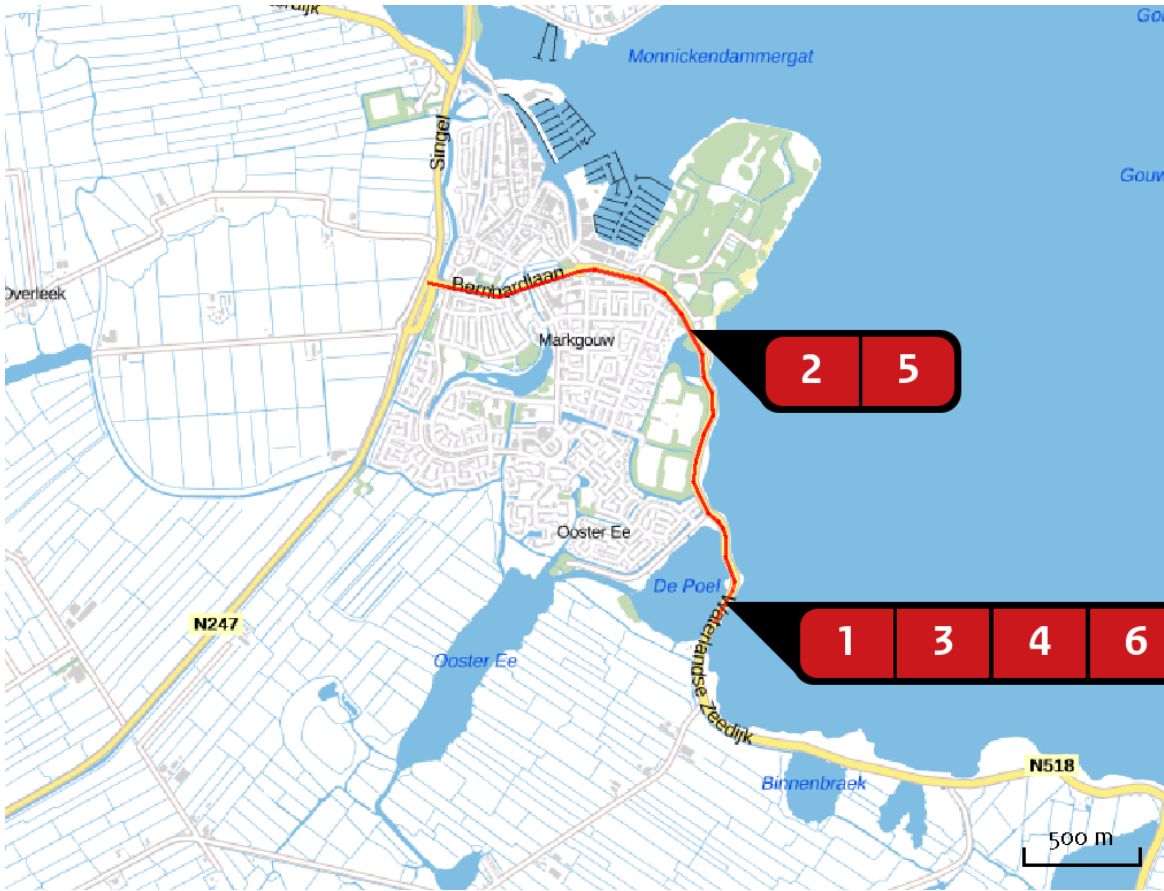 Monnickendammergat
Singel
Bernhardlaan
Overleek
Markgouw
2 5
Ooster Ee
De Poel
1 3 4 6
N247
Ooster Ee
Waterlandse Zeedijk
N518
Binnenbraek
500 m